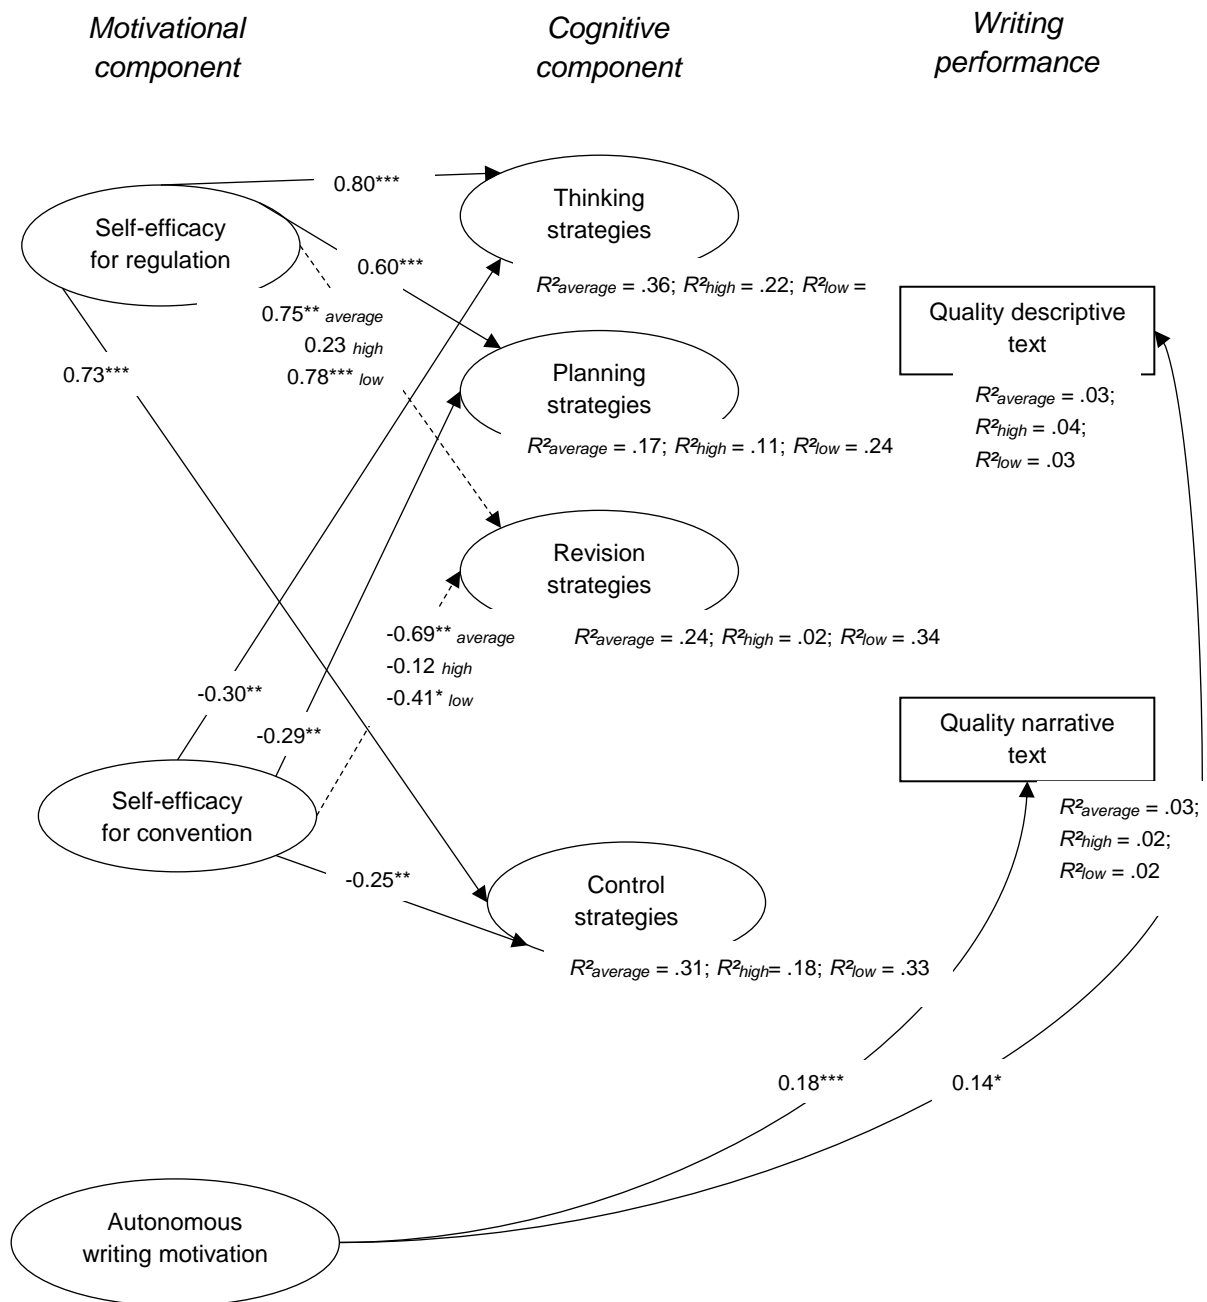 Motivational
component
Cognitive
component
Writing
performance
Thinking
strategies
0.80***
Self-efficacy
for regulation
0.60***
R²average = .36; R²high = .22; R²low =
0.75** average
0.23 high
0.78*** low
Quality descriptive
text
0.73***
Planning
strategies
R²average = .03;
R²high = .04;
R²low = .03
R²average = .17; R²high = .11; R²low = .24
Revision
strategies
-0.69** average
-0.12 high
-0.41* low
R²average = .24; R²high = .02; R²low = .34
-0.30**
-0.29**
Quality narrative
text
Self-efficacy
for convention
R²average = .03;
R²high = .02;
R²low = .02
-0.25**
Control
strategies
R²average = .31; R²high= .18; R²low = .33
0.18***
0.14*
Autonomous
writing motivation